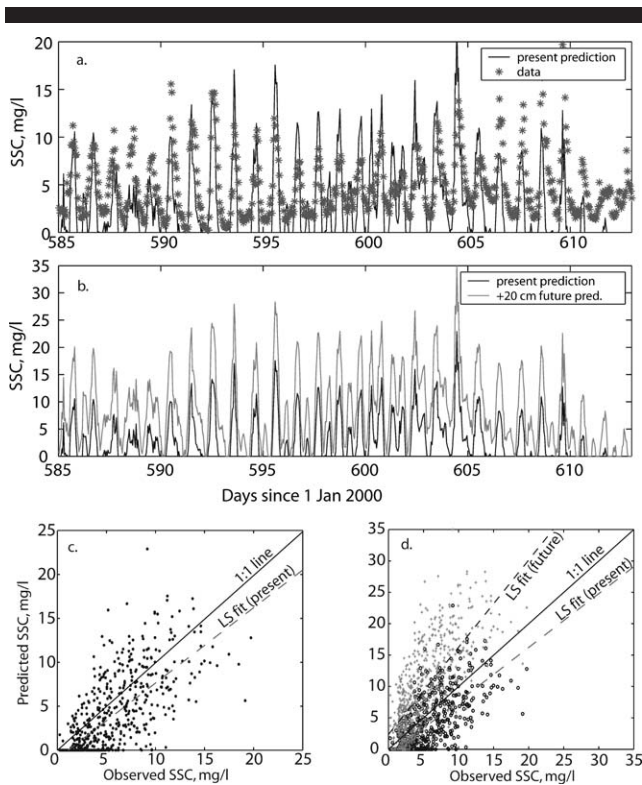 a.
present prediction
data
SSC, mg/l
20
15
10
5
0
585 590 595 600 605 610
b.
present prediction
+20 cm future pred.
SSC, mg/l
35
30
25
20
15
10
5
0
585 590 595 600 605 610
Days since 1 Jan 2000
c.
1:1 line
LS fit (present)
Predicted SSC, mg/l
25
20
15
10
5
0
0 5 10 15 20 25
Observed SSC, mg/l
d.
LS fit (future)
1:1 line
LS fit (present)
35
30
25
20
15
10
5
0
0 5 10 15 20 25 30 35
Observed SSC, mg/l